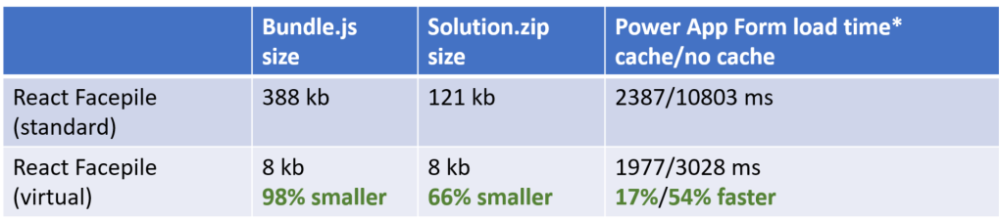 Bundle.js size
Solution.zip size
Power App Form load time* cache/no cache
React Facepile (standard)
388 kb
121 kb
2387/10803 ms
React Facepile (virtual)
8 kb
98% smaller
8 kb
66% smaller
1977/3028 ms
17%/54% faster